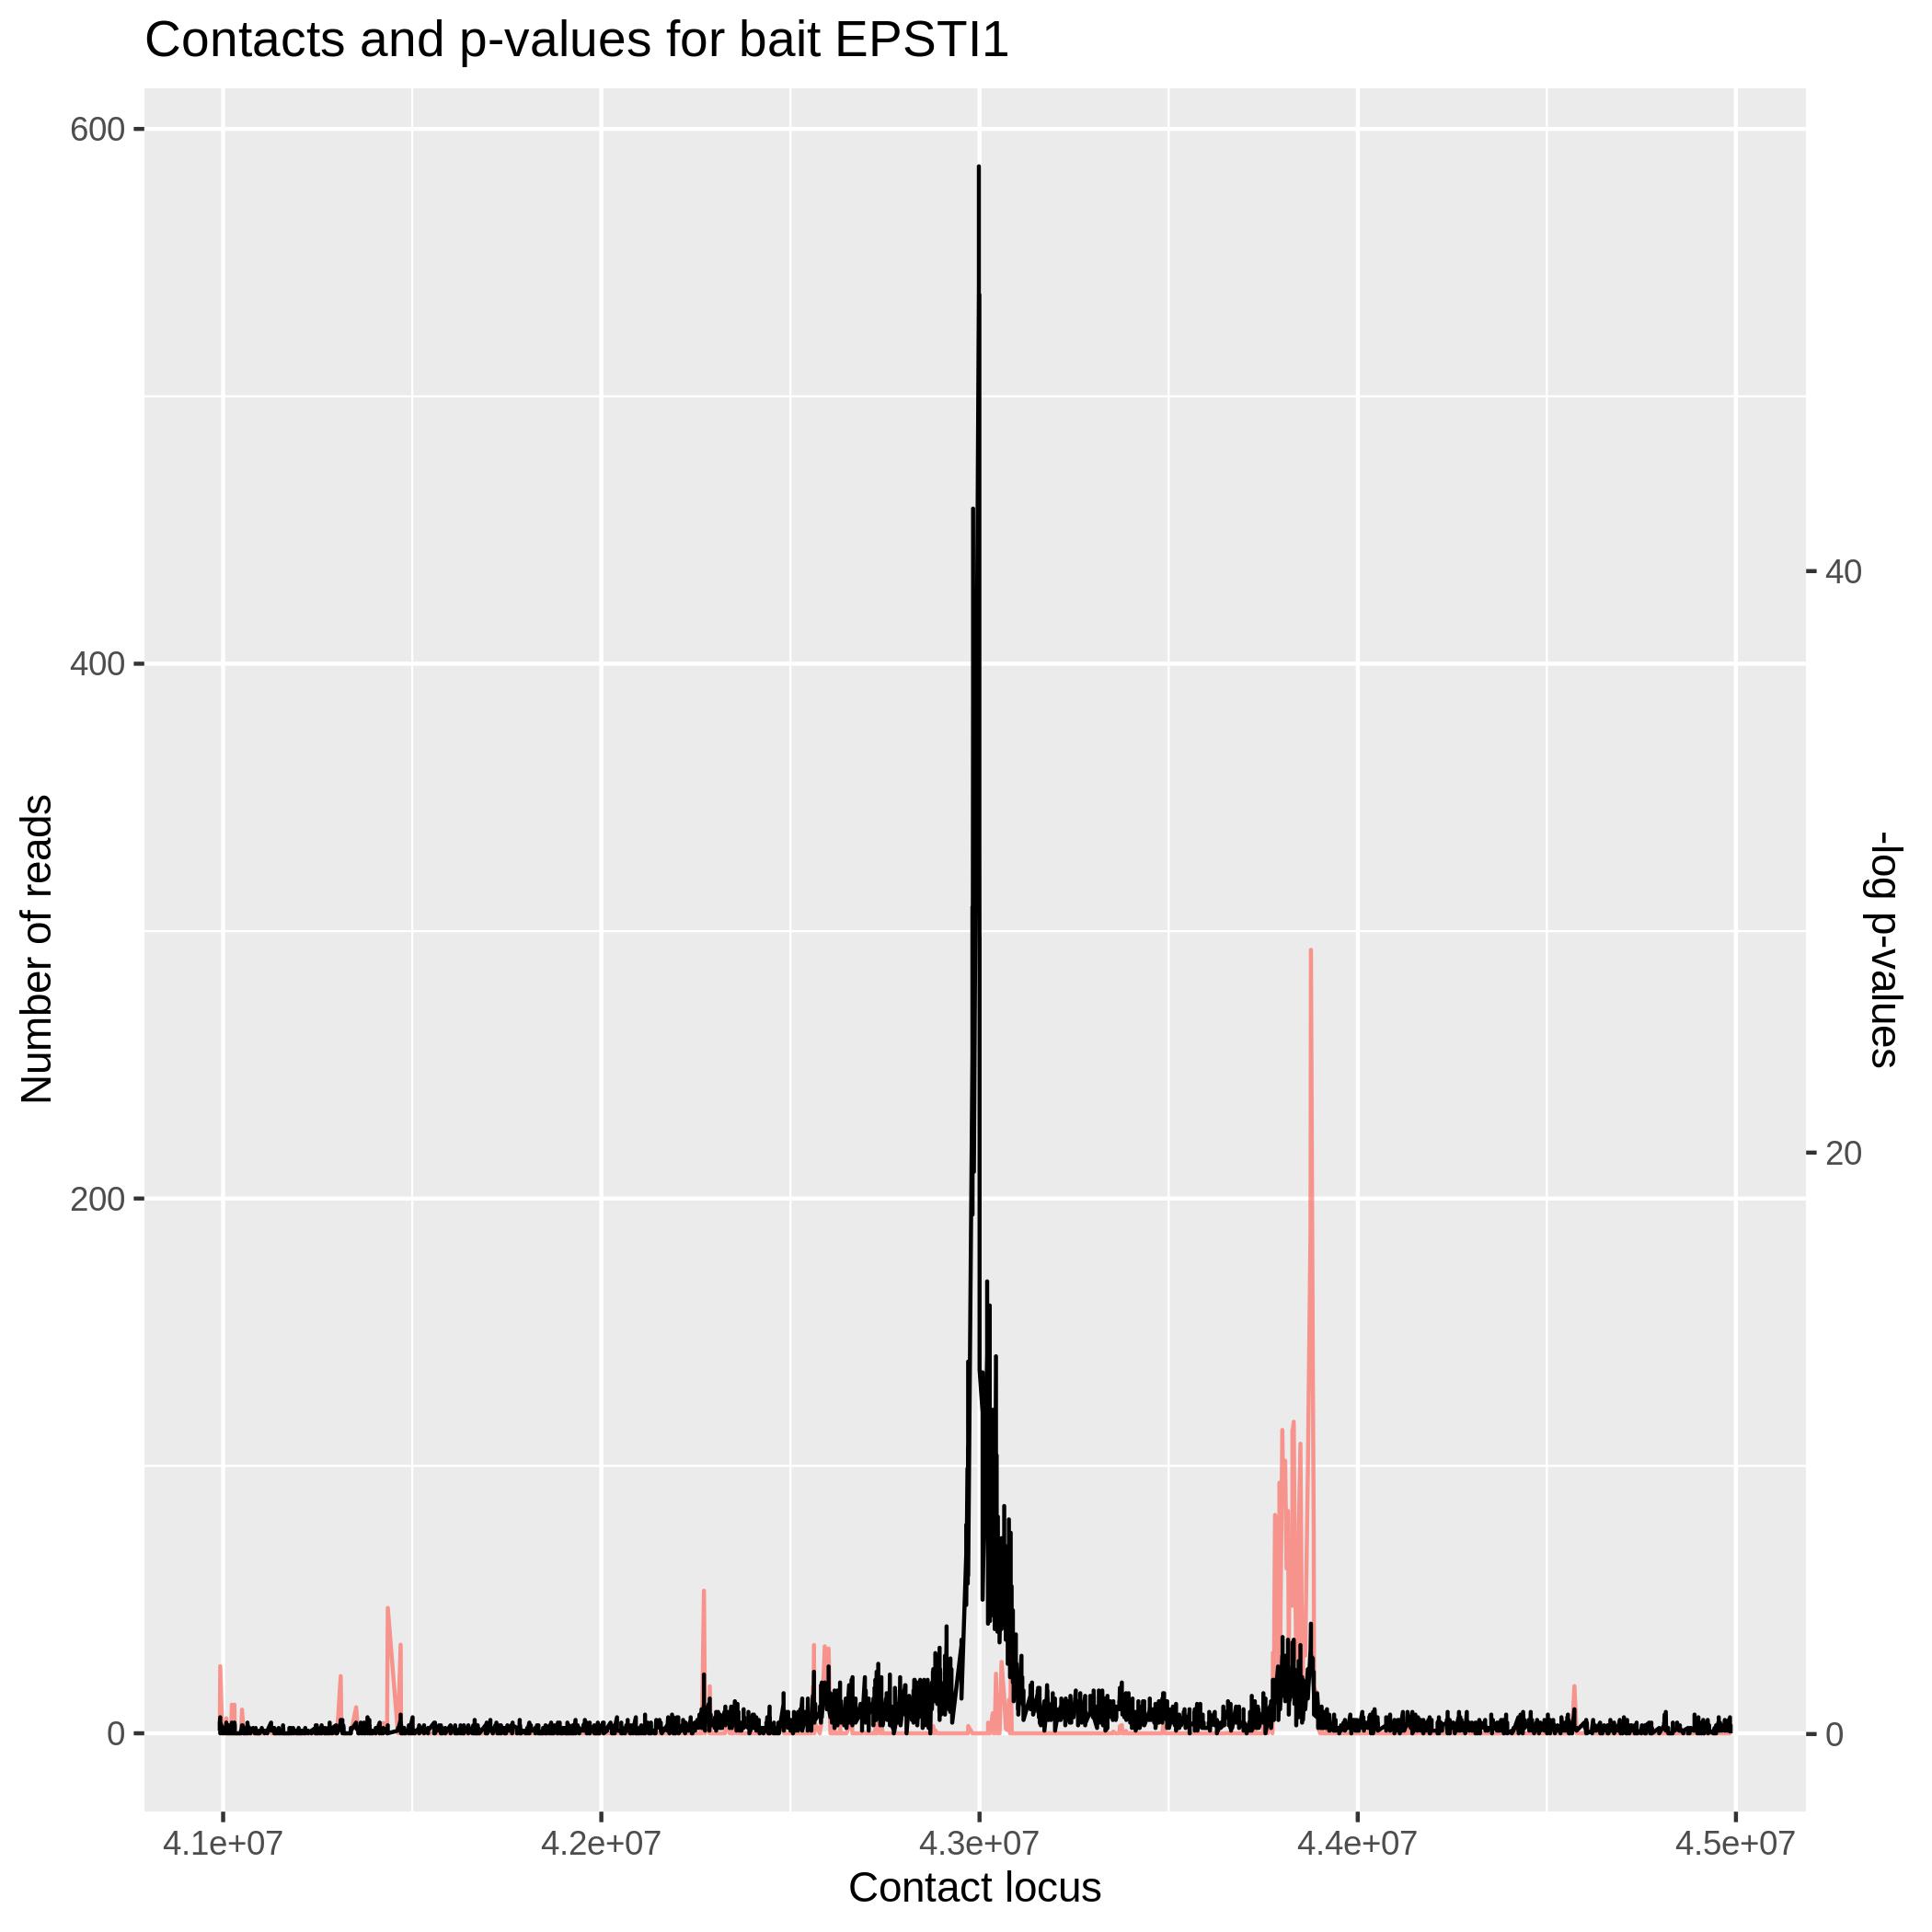 Contacts and p-values for bait EPSTI1
600
400
200
0
Number of reads
40
20
0
-log p-values
4.1e+07 4.2e+07 4.3e+07 4.4e+07 4.5e+07
Contact locus